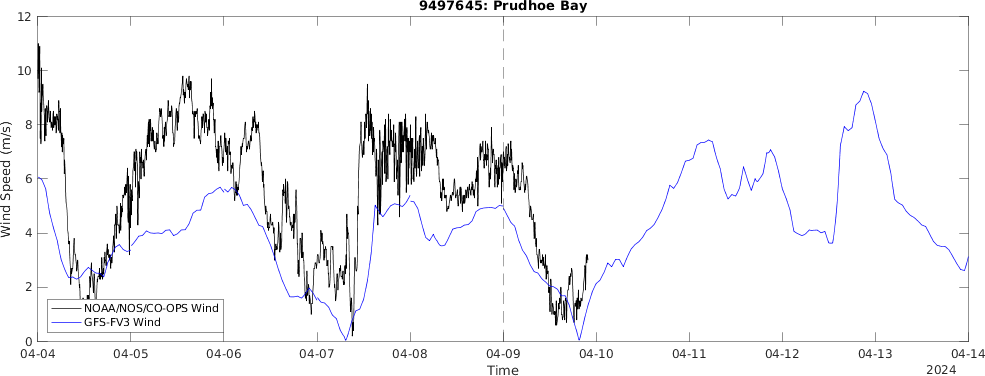 9497645: Prudhoe Bay
12
10
8
6
4
2
0
Wind Speed (m/s)
NOAA/NOS/CO-OPS Wind
GFS-FV3 Wind
04-04 04-05 04-06 04-07 04-08 04-09 04-10 04-11 04-12 04-13 04-14
Time
2024